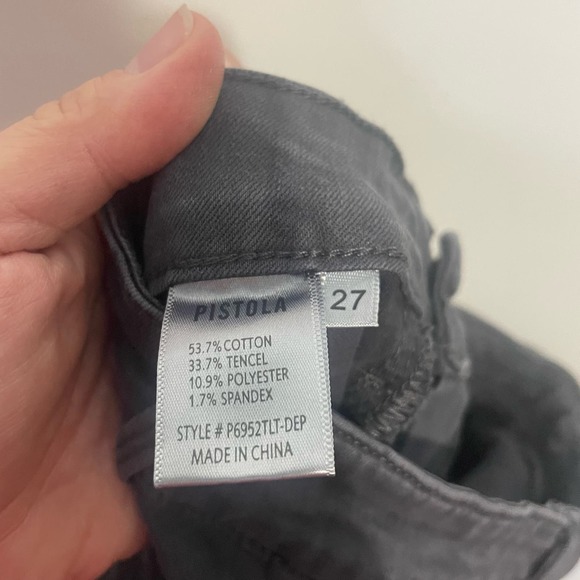 PISTOLA
27
53.7% COTTON
33.7% TENCEL
10.9% POLYESTER
1.7% SPANDEX
STYLE # P6952TLT-DEP
MADE IN CHINA